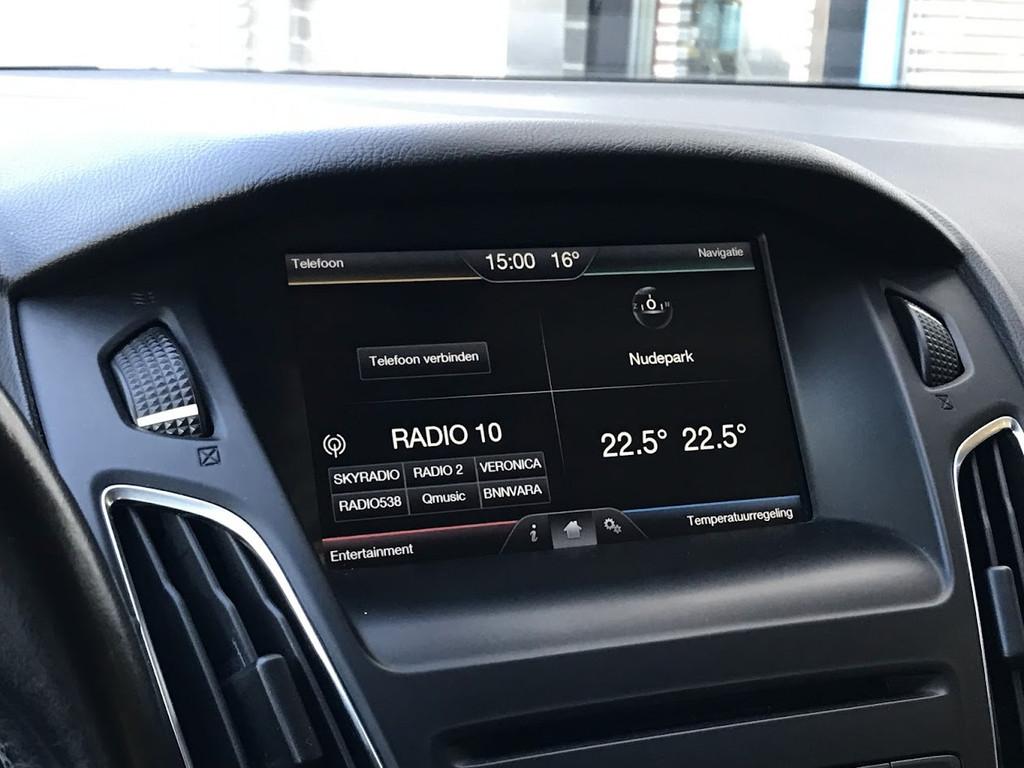 Telefoon
15:00 16°
Navigatie
Telefoon verbinden
Nudepark
RADIO 10
22.5° 22.5°
SKYRADIO RADIO 2 VERONICA
RADIO538 Qmusic BNNVARA
Entertainment
Temperatuurregeling